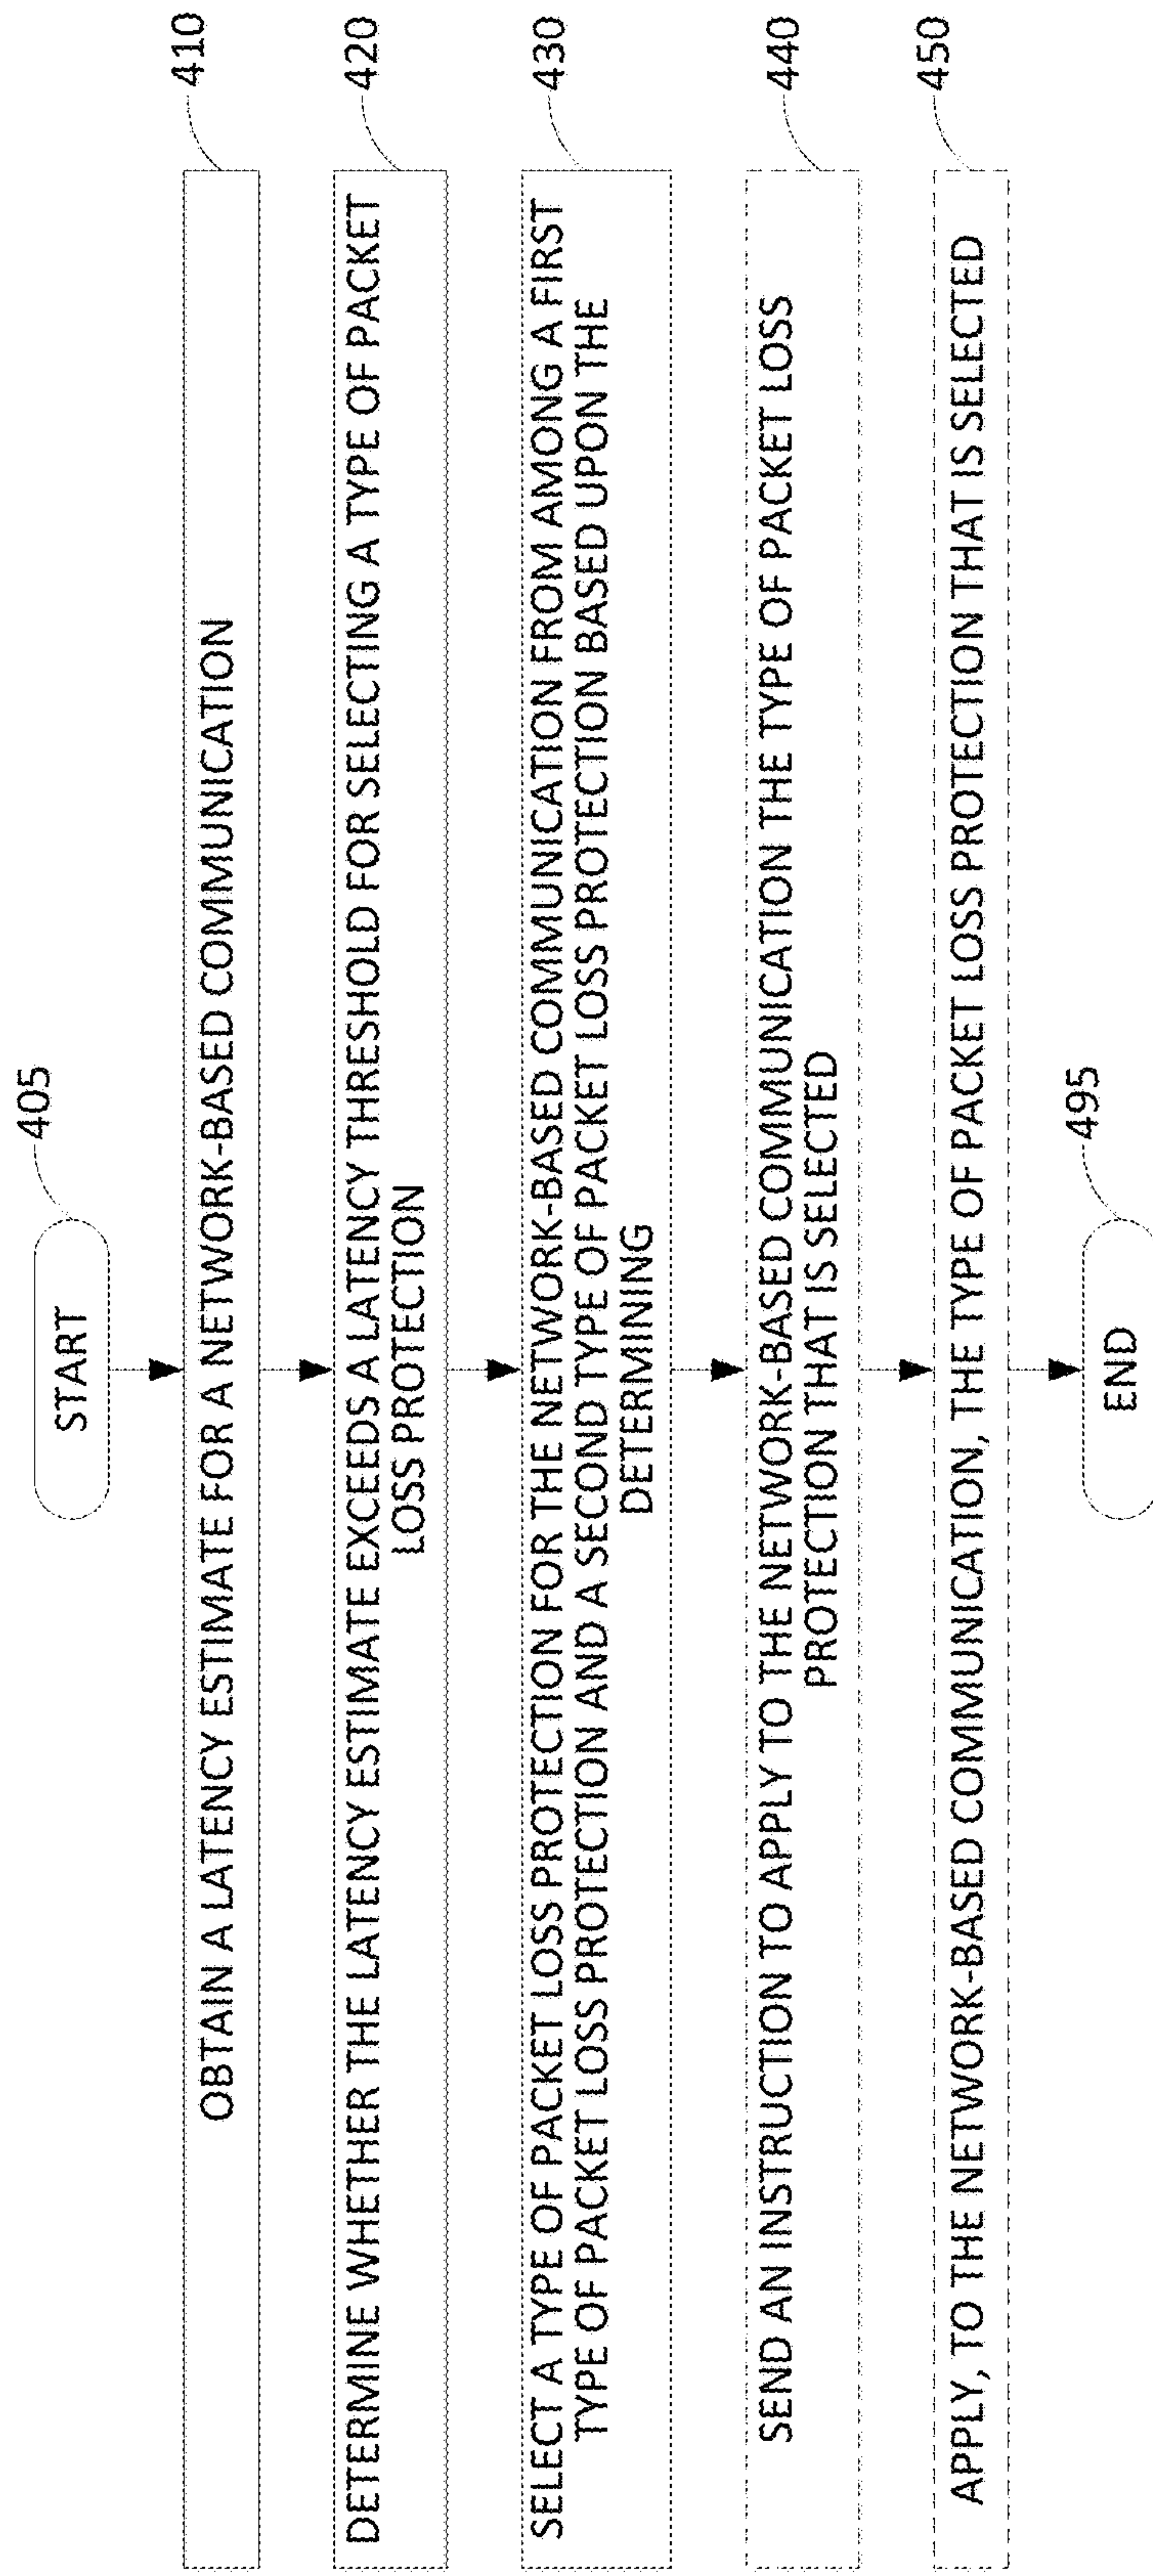 405
START
410
OBTAIN A LATENCY ESTIMATE FOR A NETWORK-BASED COMMUNICATION
420
DETERMINE WHETHER THE LATENCY ESTIMATE EXCEEDS A LATENCY THRESHOLD FOR SELECTING A TYPE OF PACKET
LOSS PROTECTION
430
SELECT A TYPE OF PACKET LOSS PROTECTION FOR THE NETWORK-BASED COMMUNICATION FROM AMONG A FIRST
TYPE OF PACKET LOSS PROTECTION AND A SECOND TYPE OF PACKET LOSS PROTECTION BASED UPON THE
DETERMINING
440
SEND AN INSTRUCTION TO APPLY TO THE NETWORK-BASED COMMUNICATION THE TYPE OF PACKET LOSS
PROTECTION THAT IS SELECTED
450
APPLY, TO THE NETWORK-BASED COMMUNICATION, THE TYPE OF PACKET LOSS PROTECTION THAT IS SELECTED
495
END